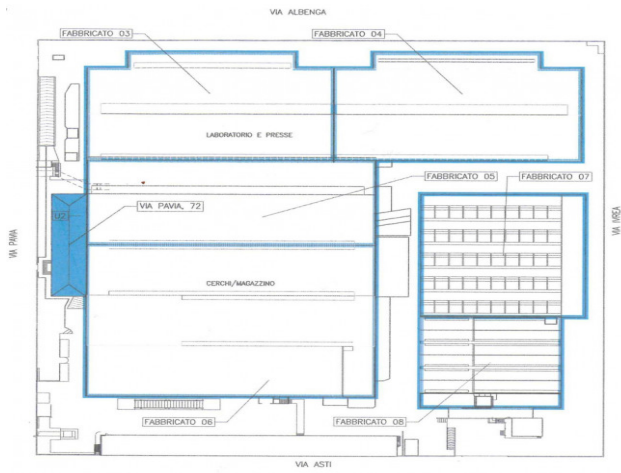 VIA ALBENGA
FABBRICATO 03
FABBRICATO 04
LABORATORIO E PRESSE
FABBRICATO 05
FABBRICATO 07
VIA PAVIA, 72
VIA PAVIA
VIA IVREA
CERCHI/MAGAZZINO
FABBRICATO 06
FABBRICATO 08
VIA ASTI